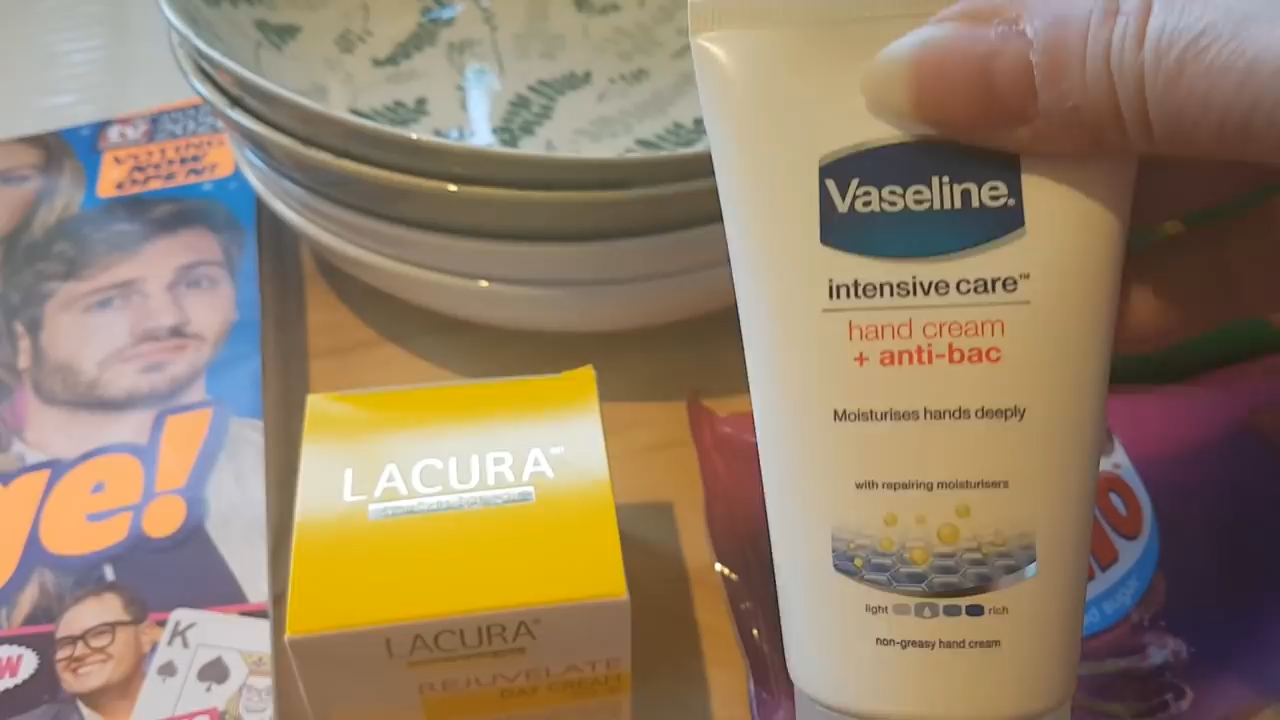 VOTING
NOW
OPEN!
ye!
K
LACURA
LACURA
REJUVELATE
DAY CREAM
Vaseline.
intensive care™
hand cream
+ anti-bac
Moisturises hands deeply
with repairing moisturisers
light rich
non-greasy hand cream